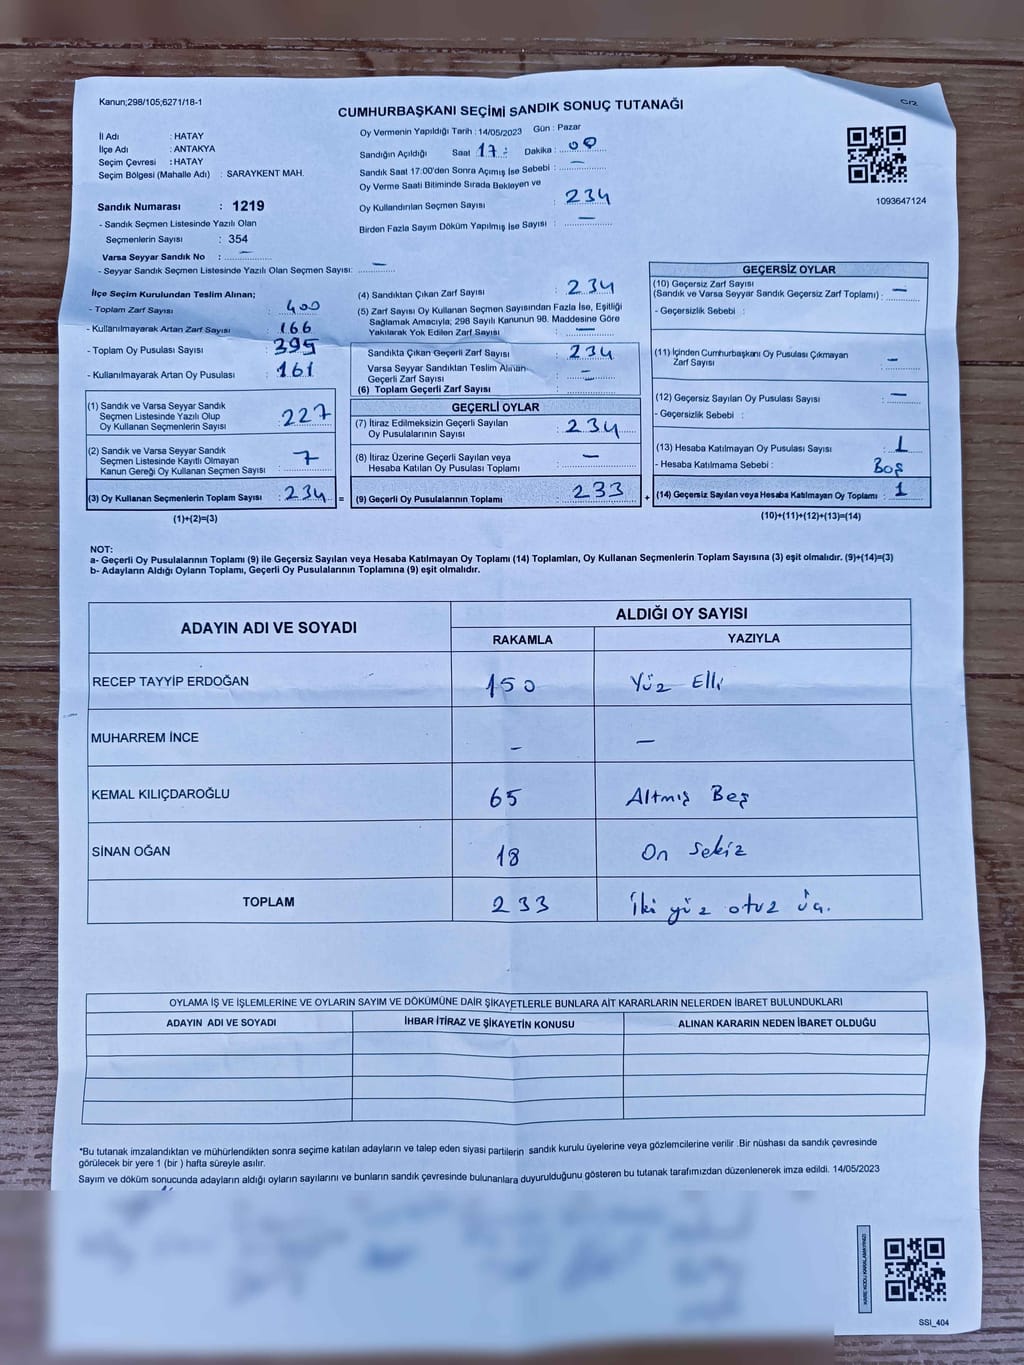 Kanun;298/105;6271/18-1
C/2
CUMHURBAŞKANI SEÇİMİ SANDIK SONUÇ TUTANAĞI
İl Adı : HATAY
İlçe Adı : ANTAKYA
Seçim Çevresi : HATAY
Seçim Bölgesi (Mahalle Adı) : SARAYKENT MAH.
Sandık Numarası : 1219
- Sandık Seçmen Listesinde Yazılı Olan
Seçmenlerin Sayısı : 354
Varsa Seyyar Sandık No : –
- Seyyar Sandık Seçmen Listesinde Yazılı Olan Seçmen Sayısı: –
Oy Vermenin Yapıldığı Tarih : 14/05/2023 Gün : Pazar
Sandığın Açıldığı Saat 17 : Dakika : 00
Sandık Saat 17:00'den Sonra Açımış İse Sebebi : –
Oy Verme Saati Bitiminde Sırada Bekleyen ve
Oy Kullandırılan Seçmen Sayısı : 234
Birden Fazla Sayım Döküm Yapılmış İse Sayısı : –
1093647124
İlçe Seçim Kurulundan Teslim Alınan;
- Toplam Zarf Sayısı : 400
- Kullanılmayarak Artan Zarf Sayısı : 166
- Toplam Oy Pusulası Sayısı : 395
- Kullanılmayarak Artan Oy Pusulası : 161
(1) Sandık ve Varsa Seyyar Sandık
Seçmen Listesinde Yazılı Olup
Oy Kullanan Seçmenlerin Sayısı : 227
(2) Sandık ve Varsa Seyyar Sandık
Seçmen Listesinde Kayıtlı Olmayan
Kanun Gereği Oy Kullanan Seçmen Sayısı : 7
(3) Oy Kullanan Seçmenlerin Toplam Sayısı : 234 =
(1)+(2)=(3)
(4) Sandıktan Çıkan Zarf Sayısı : 234
(5) Zarf Sayısı Oy Kullanan Seçmen Sayısından Fazla İse, Eşitliği
Sağlamak Amacıyla; 298 Sayılı Kanunun 98. Maddesine Göre
Yakılarak Yok Edilen Zarf Sayısı : –
Sandıkta Çıkan Geçerli Zarf Sayısı : 234
Varsa Seyyar Sandıktan Teslim Alınan
Geçerli Zarf Sayısı : –
(6) Toplam Geçerli Zarf Sayısı :
GEÇERLİ OYLAR
(7) İtiraz Edilmeksizin Geçerli Sayılan
Oy Pusulalarının Sayısı : 234
(8) İtiraz Üzerine Geçerli Sayılan veya
Hesaba Katılan Oy Pusulası Toplamı : –
(9) Geçerli Oy Pusulalarının Toplamı : 233 +
GEÇERSİZ OYLAR
(10) Geçersiz Zarf Sayısı
(Sandık ve Varsa Seyyar Sandık Geçersiz Zarf Toplamı) : –
- Geçersizlik Sebebi :
(11) İçinden Cumhurbaşkanı Oy Pusulası Çıkmayan
Zarf Sayısı : –
(12) Geçersiz Sayılan Oy Pusulası Sayısı : –
- Geçersizlik Sebebi :
(13) Hesaba Katılmayan Oy Pusulası Sayısı : 1
- Hesaba Katılmama Sebebi : Boş
(14) Geçersiz Sayılan veya Hesaba Katılmayan Oy Toplamı : 1
(10)+(11)+(12)+(13)=(14)
NOT:
a- Geçerli Oy Pusulalarının Toplamı (9) ile Geçersiz Sayılan veya Hesaba Katılmayan Oy Toplamı (14) Toplamları, Oy Kullanan Seçmenlerin Toplam Sayısına (3) eşit olmalıdır. (9)+(14)=(3)
b- Adayların Aldığı Oyların Toplamı, Geçerli Oy Pusulalarının Toplamına (9) eşit olmalıdır.
ADAYIN ADI VE SOYADI
ALDIĞI OY SAYISI
RAKAMLA YAZIYLA
RECEP TAYYİP ERDOĞAN 150 Yüz Elli
MUHARREM İNCE – –
KEMAL KILIÇDAROĞLU 65 Altmış Beş
SİNAN OĞAN 18 On Sekiz
TOPLAM 233 İki yüz otuz üç.
OYLAMA İŞ VE İŞLEMLERİNE VE OYLARIN SAYIM VE DÖKÜMÜNE DAİR ŞİKAYETLERLE BUNLARA AİT KARARLARIN NELERDEN İBARET BULUNDUKLARI
ADAYIN ADI VE SOYADI İHBAR İTİRAZ VE ŞİKAYETİN KONUSU ALINAN KARARIN NEDEN İBARET OLDUĞU
*Bu tutanak imzalandıktan ve mühürlendikten sonra seçime katılan adayların ve talep eden siyasi partilerin sandık kurulu üyelerine veya gözlemcilerine verilir .Bir nüshası da sandık çevresinde
görülecek bir yere 1 (bir ) hafta süreyle asılır.
Sayım ve döküm sonucunda adayların aldığı oyların sayılarını ve bunların sandık çevresinde bulunanlara duyurulduğunu gösteren bu tutanak tarafımızdan düzenlenerek imza edildi. 14/05/2023
KARE KODU KARALAMAYINIZ!
SSI_404